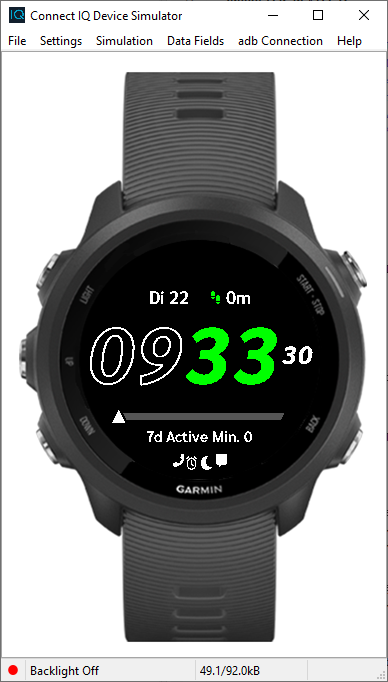 Connect IQ Device Simulator
File Settings Simulation Data Fields adb Connection Help
LIGHT
START · STOP
Di 22 0m
09 33 30
UP
DOWN
BACK
7d Active Min. 0
GARMIN
Backlight Off 49.1/92.0kB